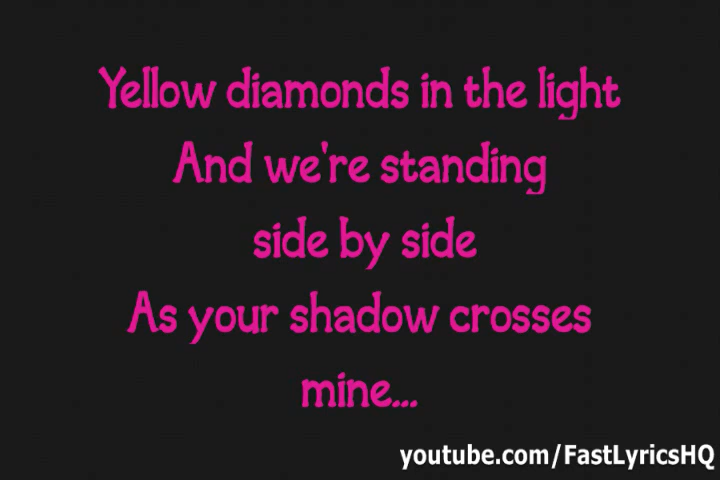 Yellow diamonds in the light
And we're standing
side by side
As your shadow crosses
mine...
youtube.com/FastLyricsHQ